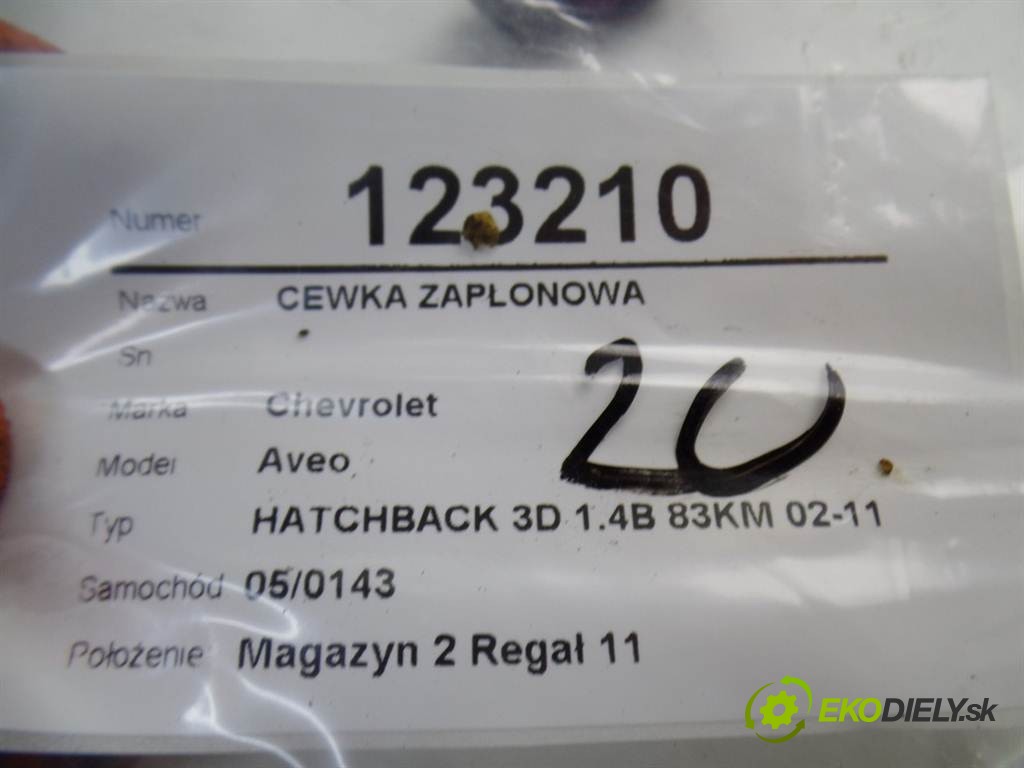 Numer 123210
Nazwa CEWKA ZAPŁONOWA
Sn
Marka Chevrolet
20
Model Aveo
Typ HATCHBACK 3D 1.4B 83KM 02-11
Samochód 05/0143
Położenie Magazyn 2 Regał 11
EKODIELY.sk